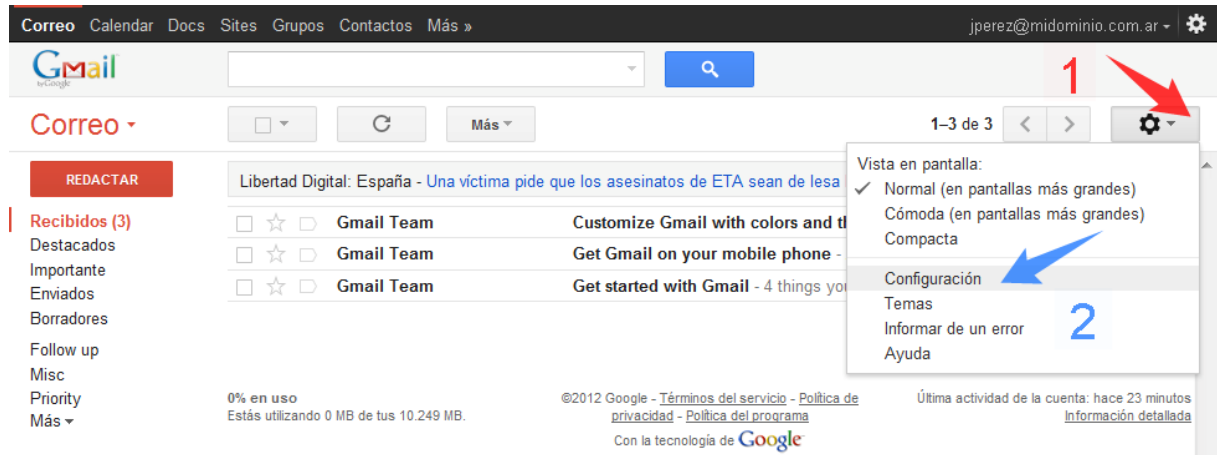 Correo Calendar Docs Sites Grupos Contactos Más » jperez@midominio.com.ar
Gmail
by Google
1
Correo
Más
1–3 de 3
REDACTAR
Libertad Digital: España - Una víctima pide que los asesinatos de ETA sean de lesa
Vista en pantalla:
Normal (en pantallas más grandes)
Cómoda (en pantallas más grandes)
Compacta
Configuración
Temas
Informar de un error
Ayuda
2
Recibidos (3)
Destacados
Importante
Enviados
Borradores
Follow up
Misc
Priority
Más
Gmail Team Customize Gmail with colors and th
Gmail Team Get Gmail on your mobile phone -
Gmail Team Get started with Gmail - 4 things you
0% en uso
Estás utilizando 0 MB de tus 10.249 MB.
©2012 Google - Términos del servicio - Política de
privacidad - Política del programa
Con la tecnología de Google
Última actividad de la cuenta: hace 23 minutos
Información detallada